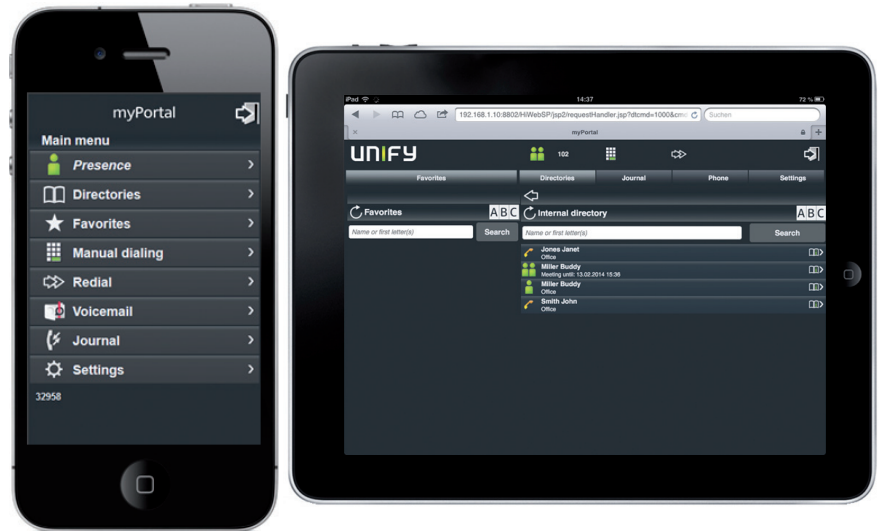 myPortal
Main menu
Presence
Directories
Favorites
Manual dialing
Redial
Voicemail
Journal
Settings
32958
iPad 14:37 72 %
192.168.1.10:8802/HiWebSP/jsp2/requestHandler.jsp?dtcmd=1000&cmd Suchen
myPortal
UNIFY 102
Favorites Directories Journal Phone Settings
Favorites ABC Internal directory ABC
Name or first letter(s) Search Name or first letter(s) Search
Jones Janet
Office
Miller Buddy
Meeting until: 13.02.2014 15:36
Miller Buddy
Office
Smith John
Office